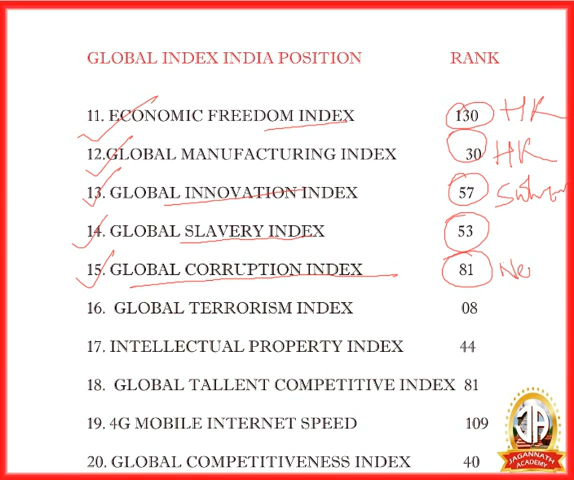 GLOBAL INDEX INDIA POSITION RANK
11. ECONOMIC FREEDOM INDEX 130 HK
12.GLOBAL MANUFACTURING INDEX 30 HK
13. GLOBAL INNOVATION INDEX 57
14. GLOBAL SLAVERY INDEX 53
15. GLOBAL CORRUPTION INDEX 81 Ne
16. GLOBAL TERRORISM INDEX 08
17. INTELLECTUAL PROPERTY INDEX 44
18. GLOBAL TALLENT COMPETITIVE INDEX 81
19. 4G MOBILE INTERNET SPEED 109
20. GLOBAL COMPETITIVENESS INDEX 40
JA
JAGANNATH
ACADEMY